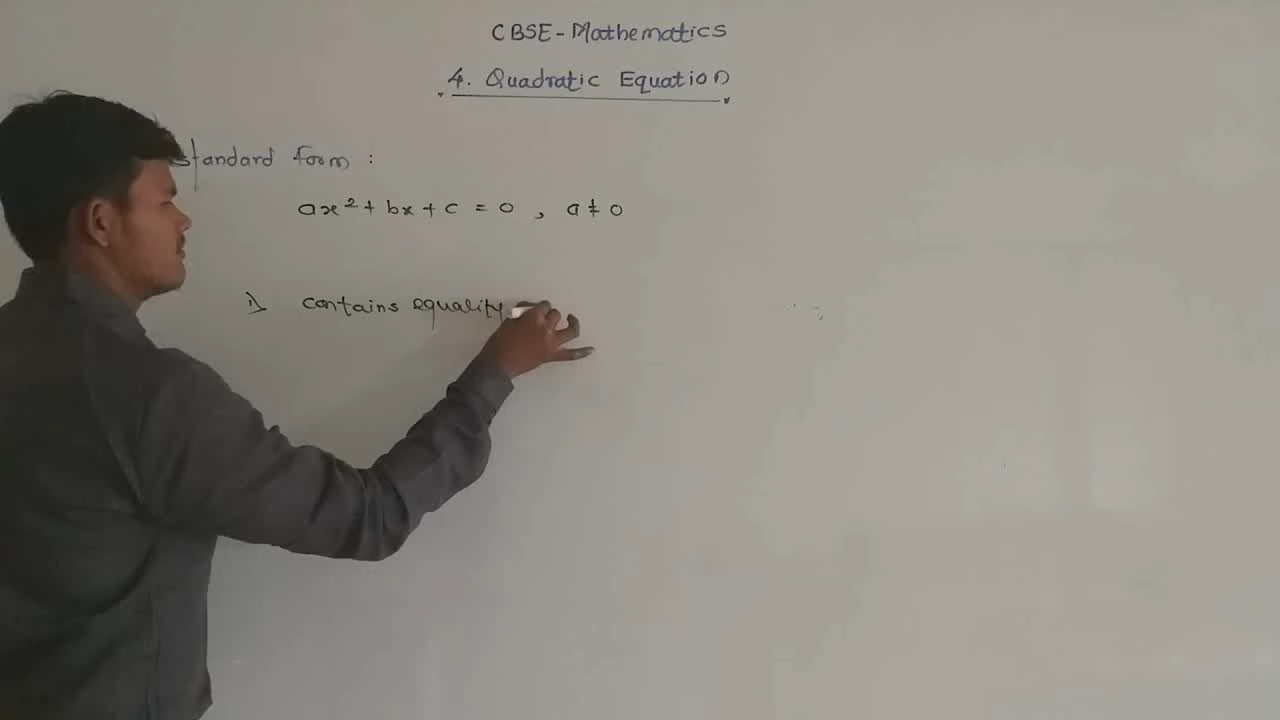 CBSE - Mathematics
4. Quadratic Equation
standard form :
ax² + bx + c = 0 , a ≠ 0
i) contains equality